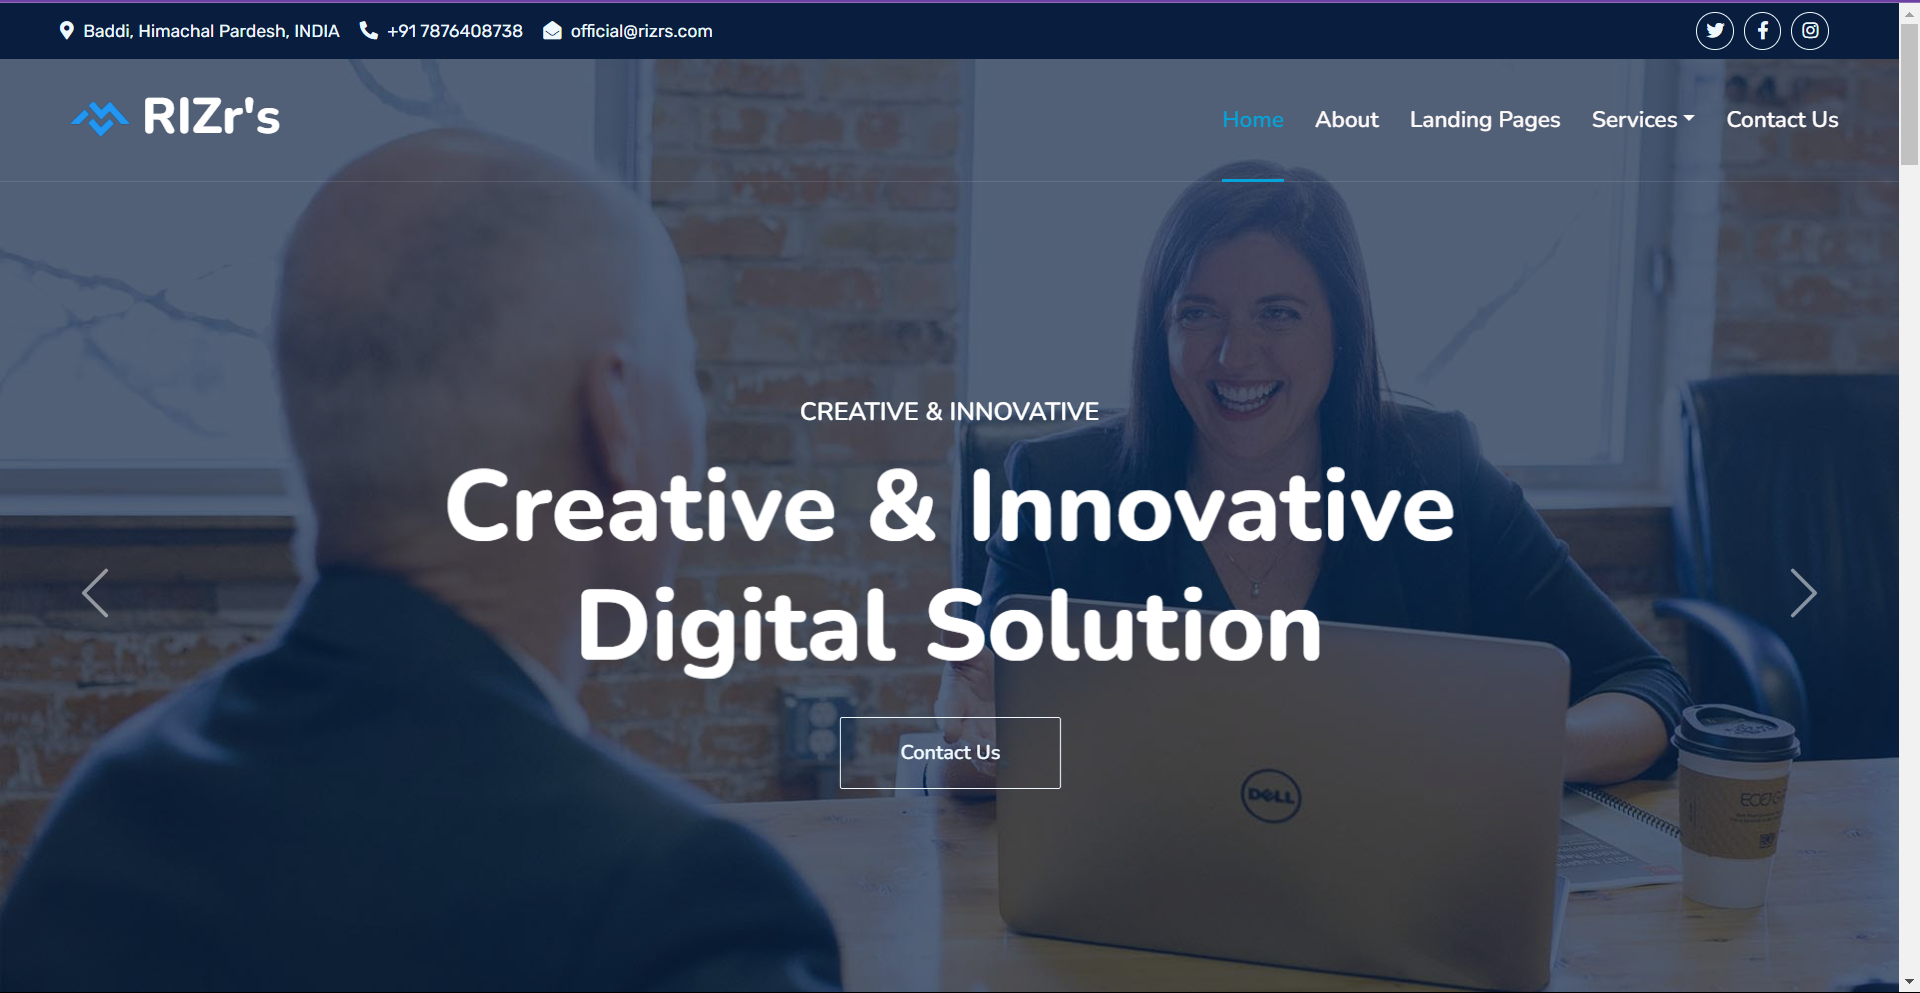 Baddi, Himachal Pardesh, INDIA +91 7876408738 official@rizrs.com
RIZr's
Home About Landing Pages Services Contact Us
CREATIVE & INNOVATIVE
Creative & Innovative
Digital Solution
Contact Us
DELL